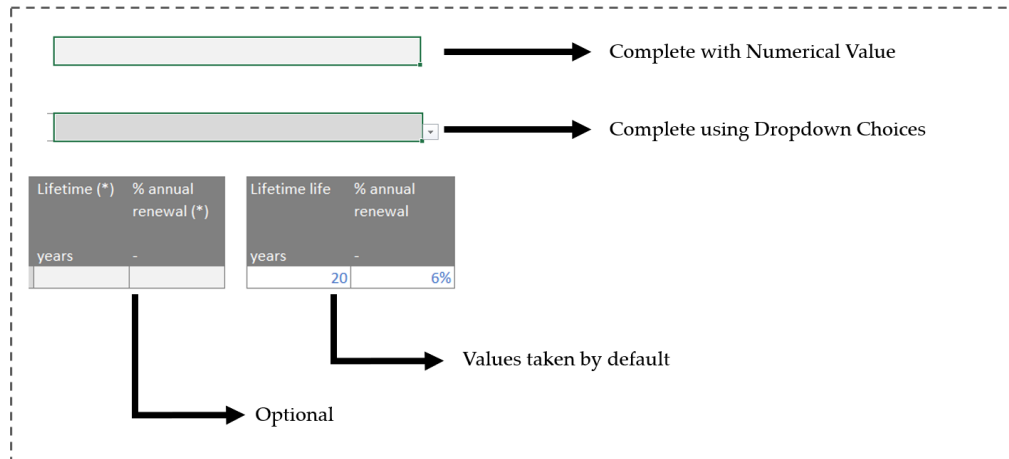 Complete with Numerical Value
Complete using Dropdown Choices
Lifetime (*) % annual renewal (*)
years -
Lifetime life % annual renewal
years -
20 6%
Values taken by default
Optional